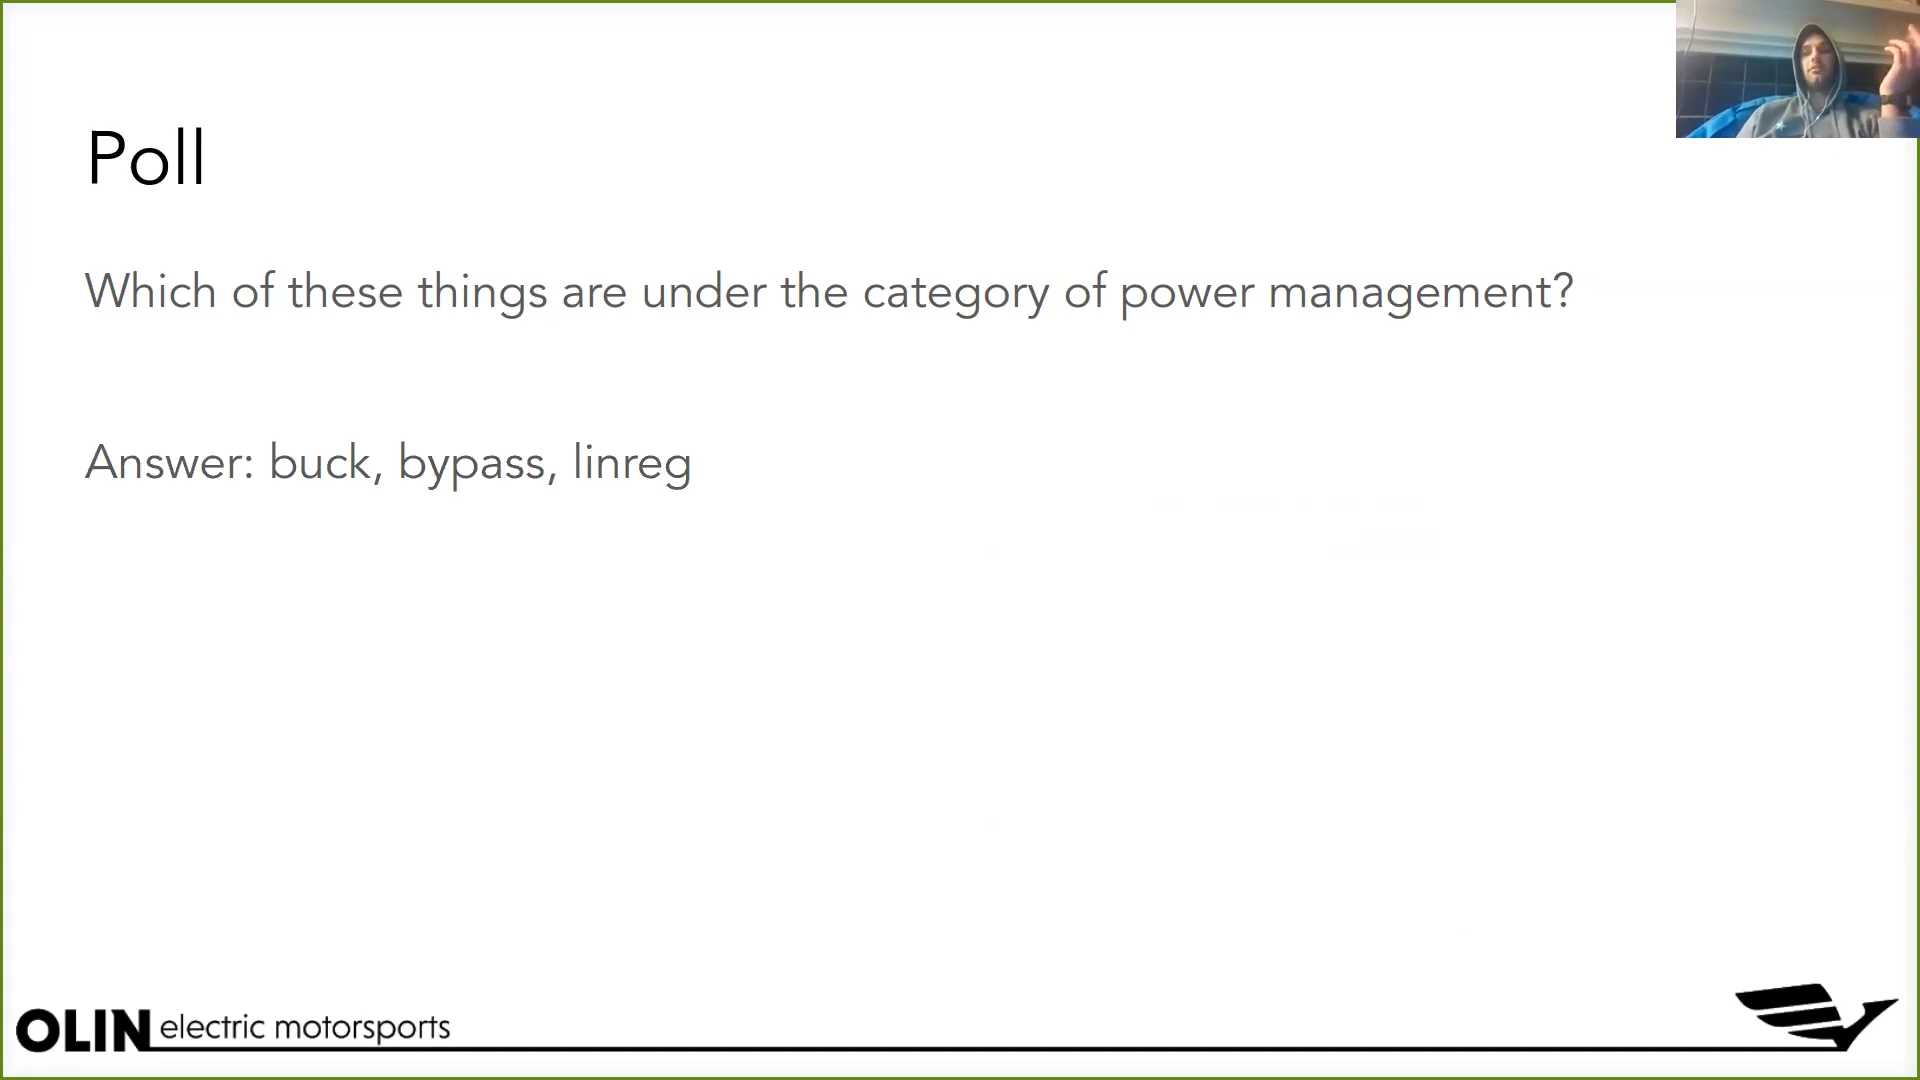 Poll
Which of these things are under the category of power management?
Answer: buck, bypass, linreg
OLIN electric motorsports